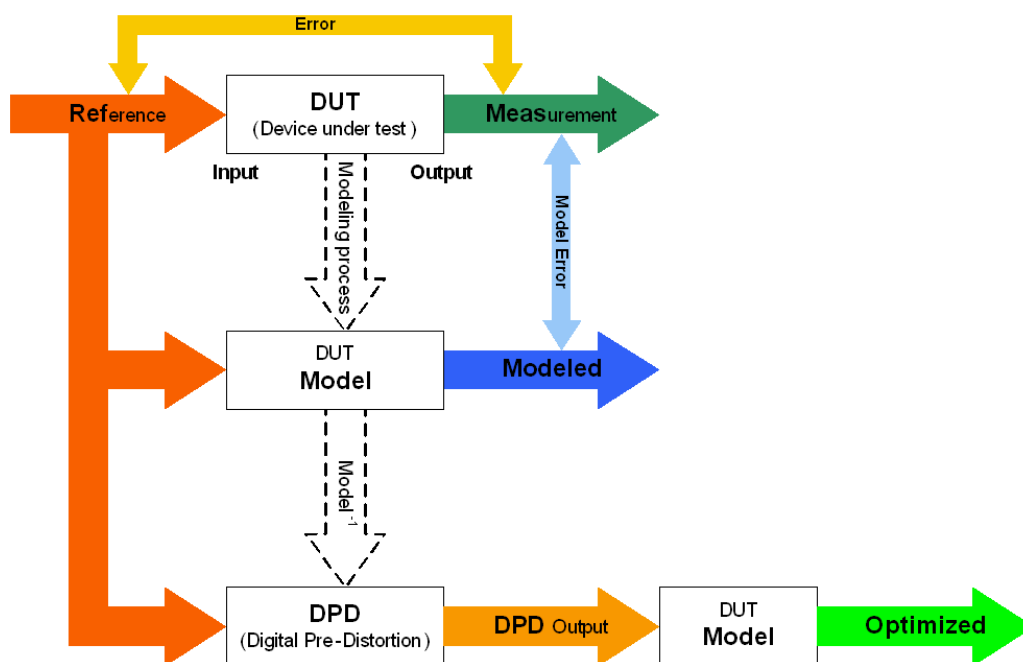 Error
Reference
DUT
(Device under test )
Measurement
Input
Output
Modeling process
Model Error
DUT
Model
Modeled
Model-1
DPD
(Digital Pre-Distortion )
DPD Output
DUT
Model
Optimized